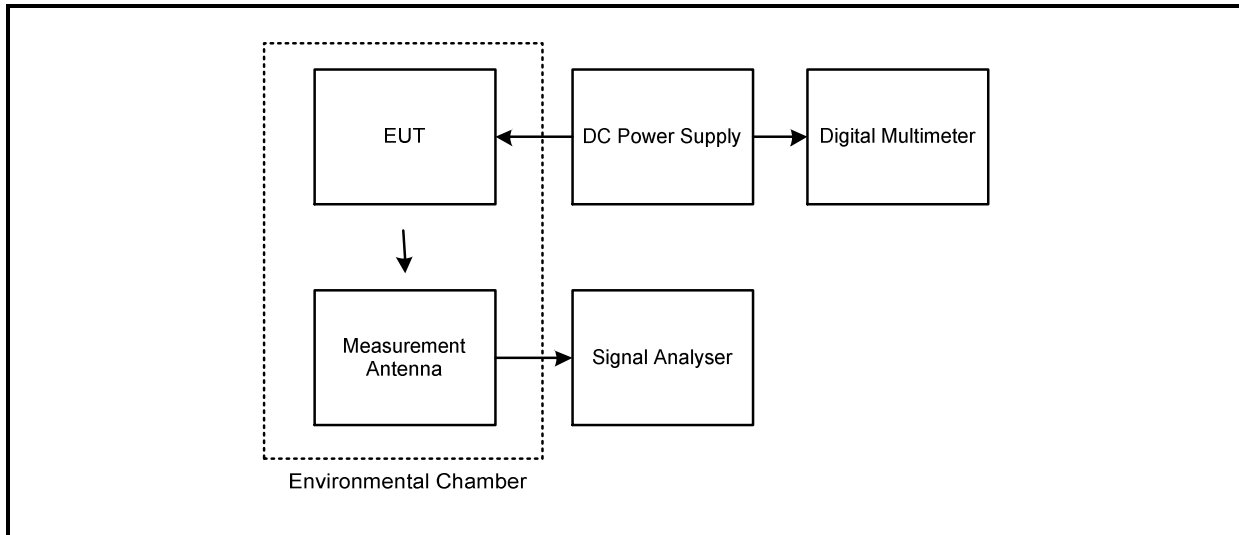 EUT
DC Power Supply
Digital Multimeter
Measurement
Antenna
Signal Analyser
Environmental Chamber